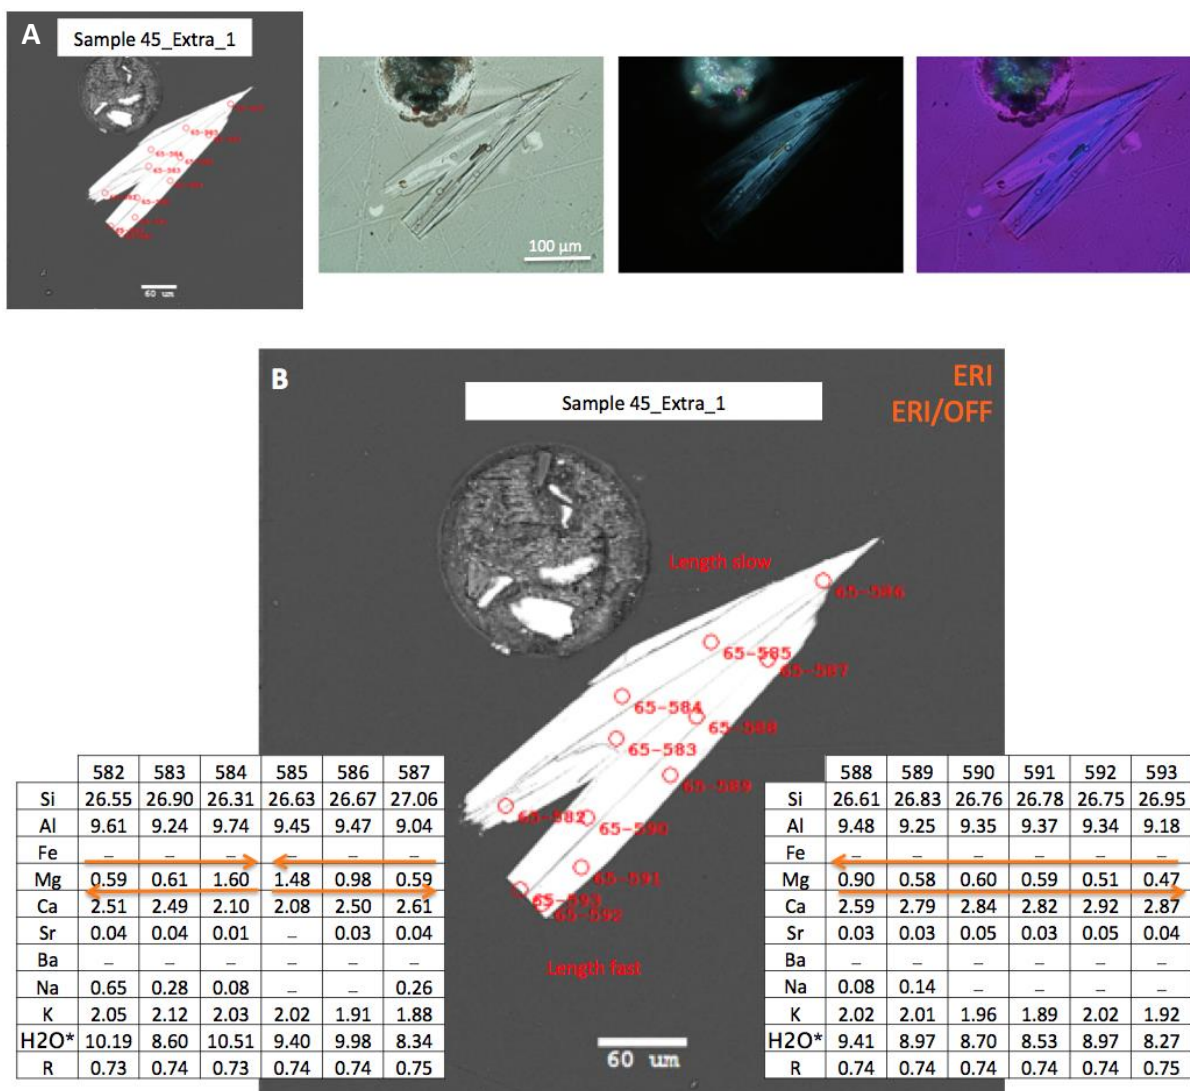 A
Sample 45_Extra_1
65-585
65-584
65-583
60 um
100 µm
B
Sample 45_Extra_1
ERI
ERI/OFF
Length slow
65-586
65-585
65-587
65-584
65-588
65-583
65-589
65-582
65-590
65-591
65-593
65-592
Length fast
60 um
582 583 584 585 586 587
Si 26.55 26.90 26.31 26.63 26.67 27.06
Al 9.61 9.24 9.74 9.45 9.47 9.04
Fe – – – – – –
Mg 0.59 0.61 1.60 1.48 0.98 0.59
Ca 2.51 2.49 2.10 2.08 2.50 2.61
Sr 0.04 0.04 0.01 – 0.03 0.04
Ba – – – – – –
Na 0.65 0.28 0.08 – – 0.26
K 2.05 2.12 2.03 2.02 1.91 1.88
H2O* 10.19 8.60 10.51 9.40 9.98 8.34
R 0.73 0.74 0.73 0.74 0.74 0.75
588 589 590 591 592 593
Si 26.61 26.83 26.76 26.78 26.75 26.95
Al 9.48 9.25 9.35 9.37 9.34 9.18
Fe – – – – – –
Mg 0.90 0.58 0.60 0.59 0.51 0.47
Ca 2.59 2.79 2.84 2.82 2.92 2.87
Sr 0.03 0.03 0.05 0.03 0.05 0.04
Ba – – – – – –
Na 0.08 0.14 – – – –
K 2.02 2.01 1.96 1.89 2.02 1.92
H2O* 9.41 8.97 8.70 8.53 8.97 8.27
R 0.74 0.74 0.74 0.74 0.74 0.75